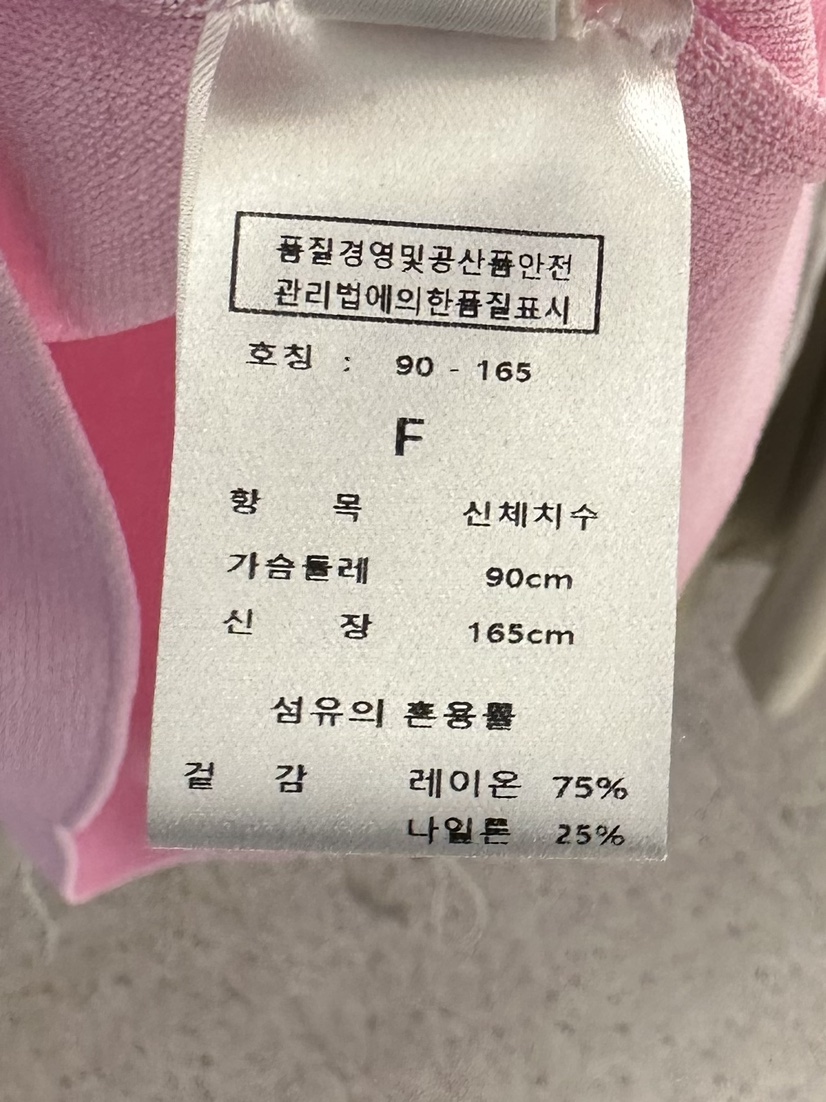 품질경영및공산품안전
관리법에의한품질표시
호칭 : 90 - 165
F
항 목 신체치수
가슴둘레 90cm
신 장 165cm
섬유의 혼용률
겉 감 레이온 75%
나일론 25%